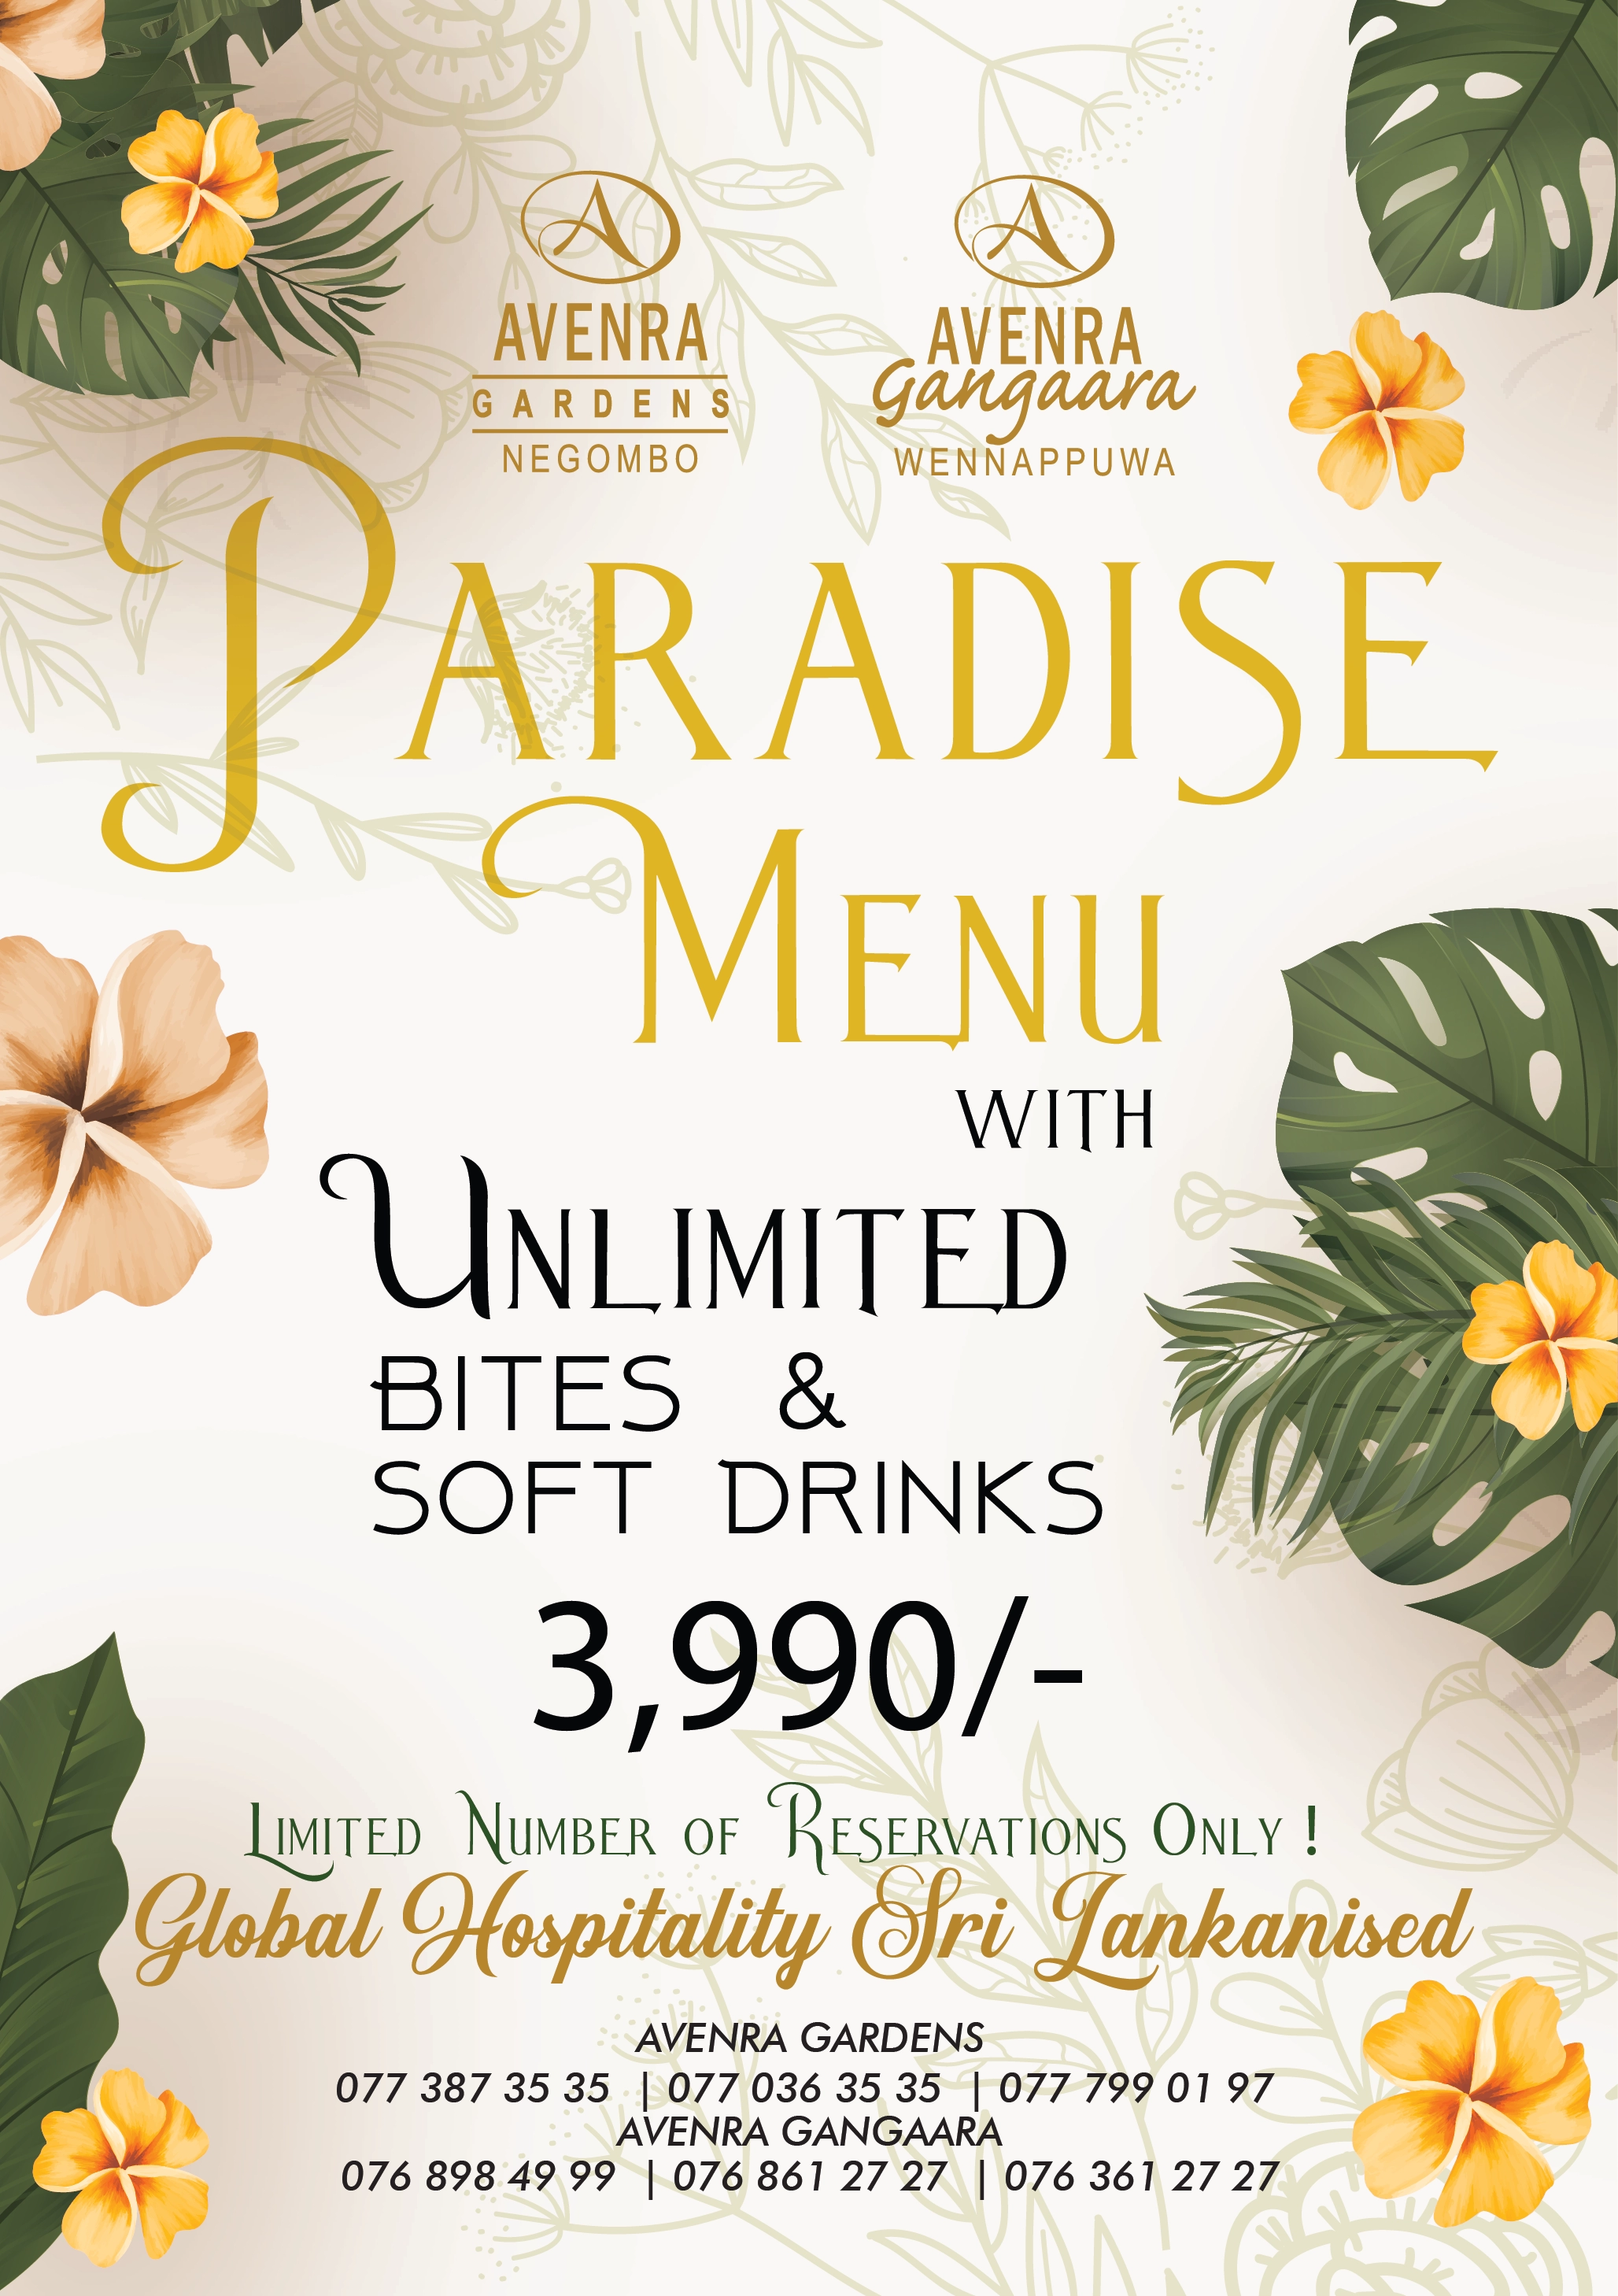 AVENRA
GARDENS
NEGOMBO
AVENRA
Gangaara
WENNAPPUWA
PARADISE
MENU
WITH
UNLIMITED
BITES &
SOFT DRINKS
3,990/-
LIMITED NUMBER OF RESERVATIONS ONLY !
Global Hospitality Sri Lankanised
AVENRA GARDENS
077 387 35 35 | 077 036 35 35 | 077 799 01 97
AVENRA GANGAARA
076 898 49 99 | 076 861 27 27 | 076 361 27 27